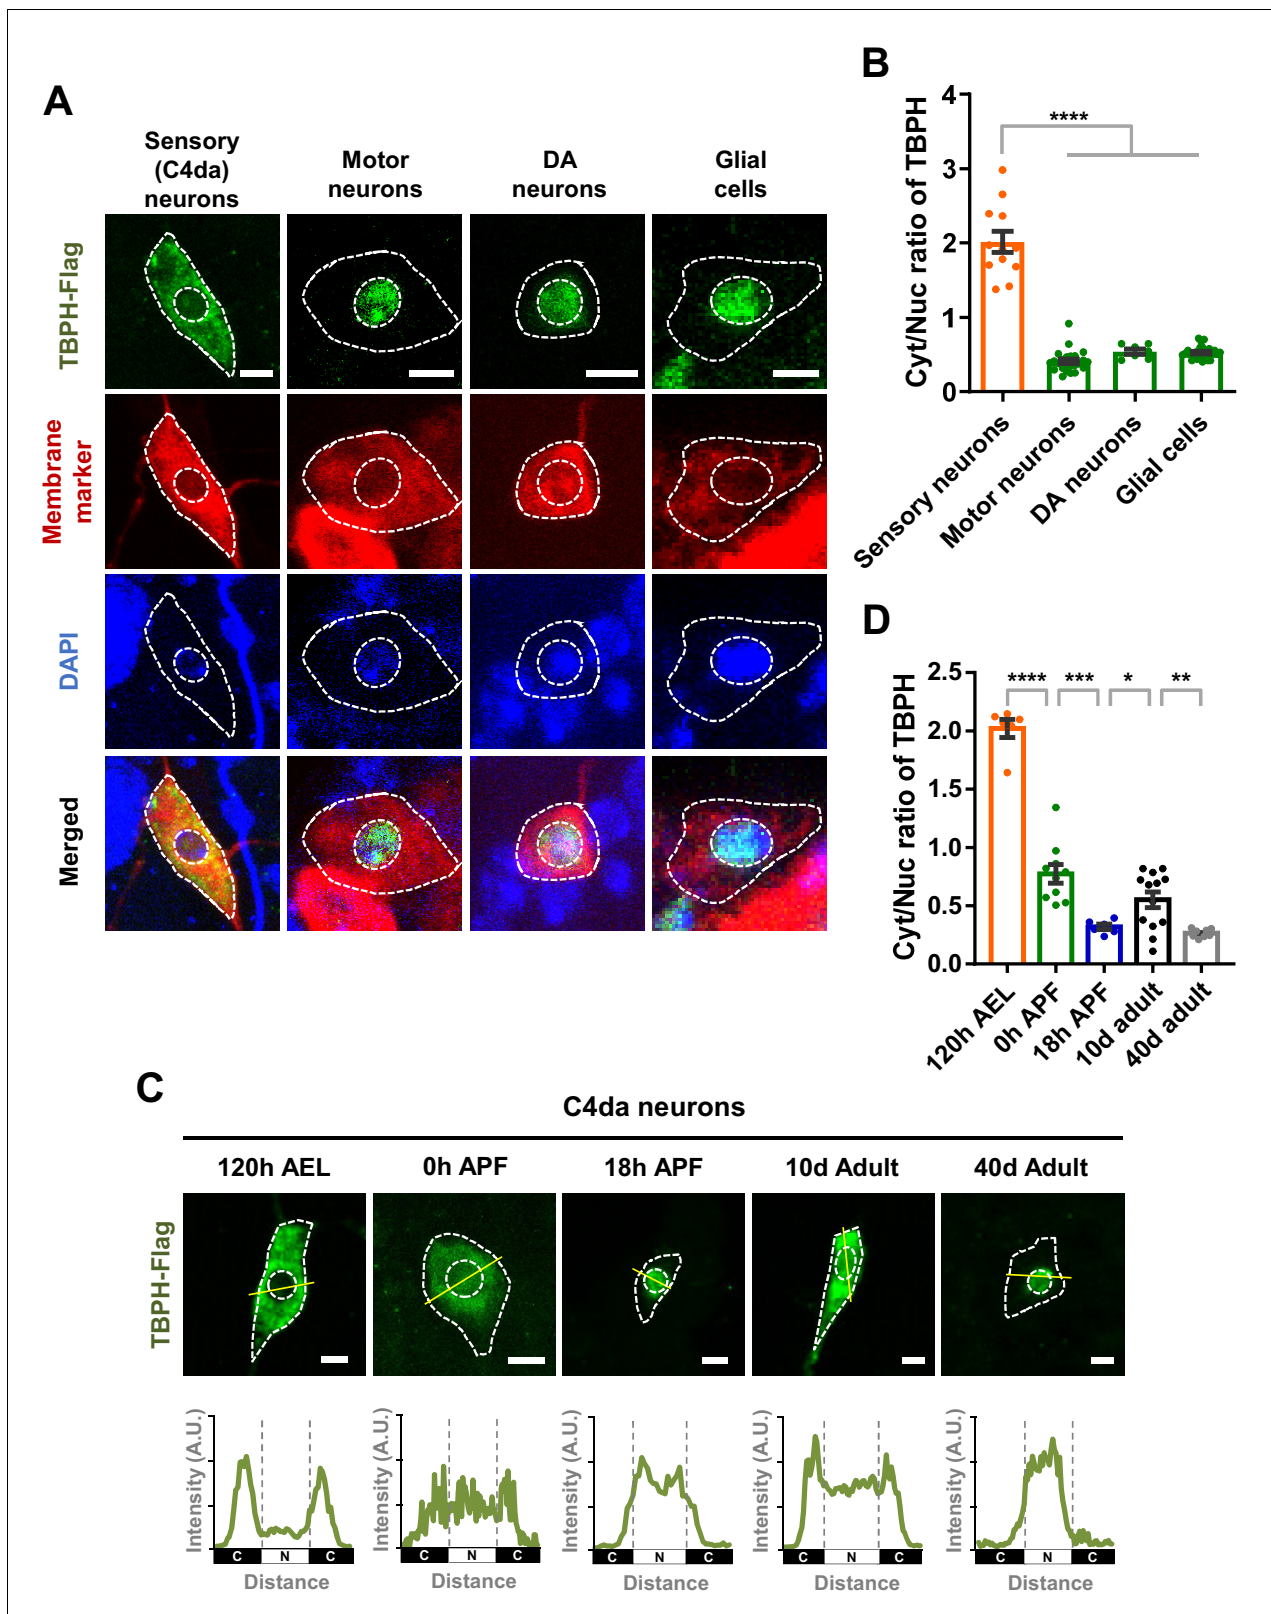 A
Sensory
(C4da)
neurons
Motor
neurons
DA
neurons
Glial
cells
TBPH-Flag
Membrane
marker
DAPI
Merged
B
Cyt/Nuc ratio of TBPH
4
3
2
1
0
****
Sensory neurons
Motor neurons
DA neurons
Glial cells
D
Cyt/Nuc ratio of TBPH
2.5
2.0
1.5
1.0
0.5
0.0
**** *** * **
120h AEL
0h APF
18h APF
10d adult
40d adult
C
C4da neurons
120h AEL
0h APF
18h APF
10d Adult
40d Adult
TBPH-Flag
Intensity (A.U.)
C N C
Distance
Intensity (A.U.)
C N C
Distance
Intensity (A.U.)
C N C
Distance
Intensity (A.U.)
C N C
Distance
Intensity (A.U.)
C N C
Distance